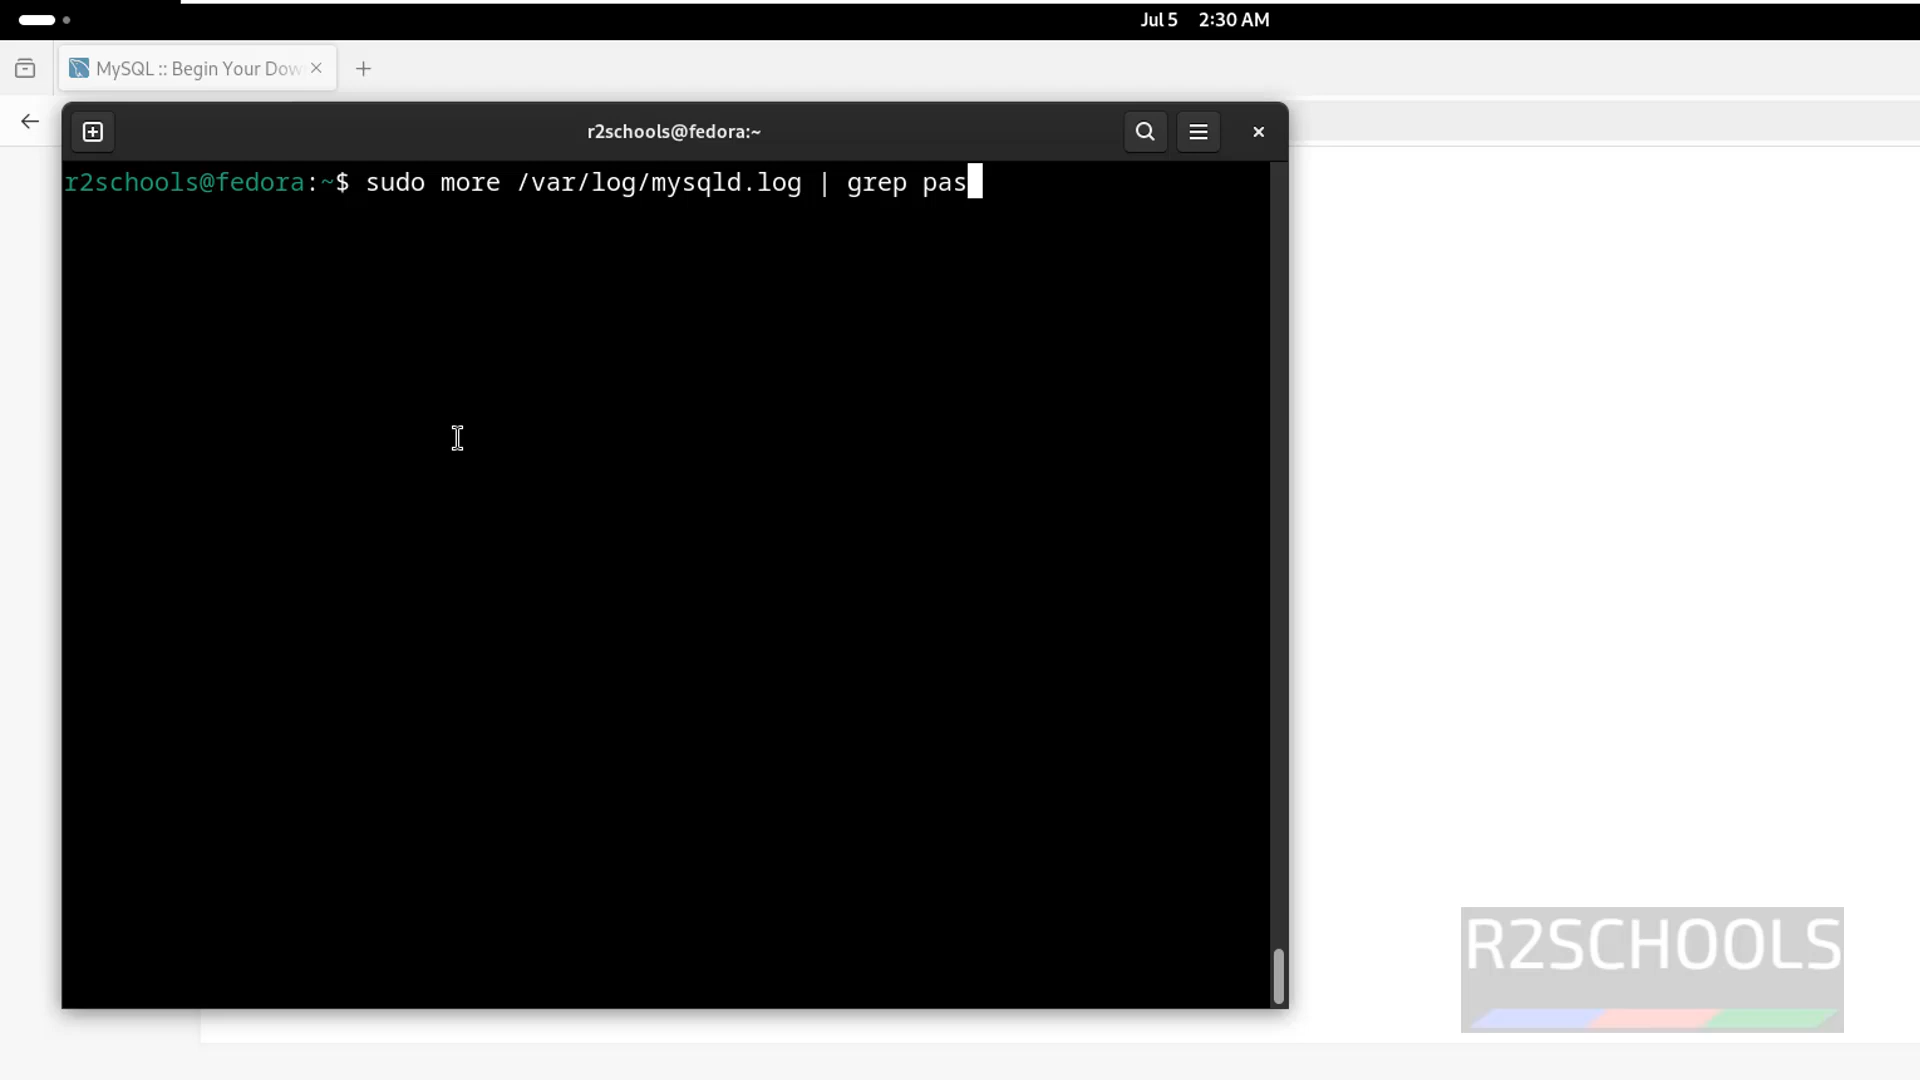 Jul 5 2:30 AM
MySQL :: Begin Your Dow
r2schools@fedora:~
r2schools@fedora:~$ sudo more /var/log/mysqld.log | grep pas
R2SCHOOLS